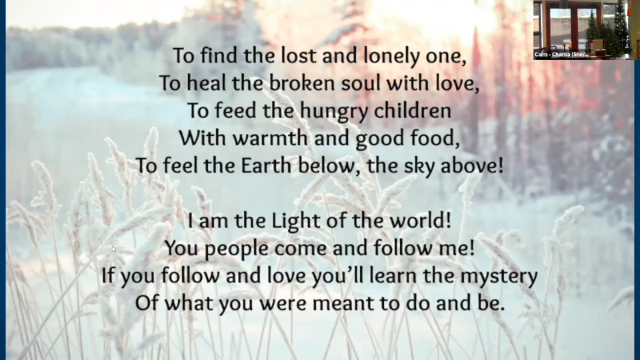 To find the lost and lonely one,
To heal the broken soul with love,
To feed the hungry children
With warmth and good food,
To feel the Earth below, the sky above!
I am the Light of the world!
You people come and follow me!
If you follow and love you’ll learn the mystery
Of what you were meant to do and be.